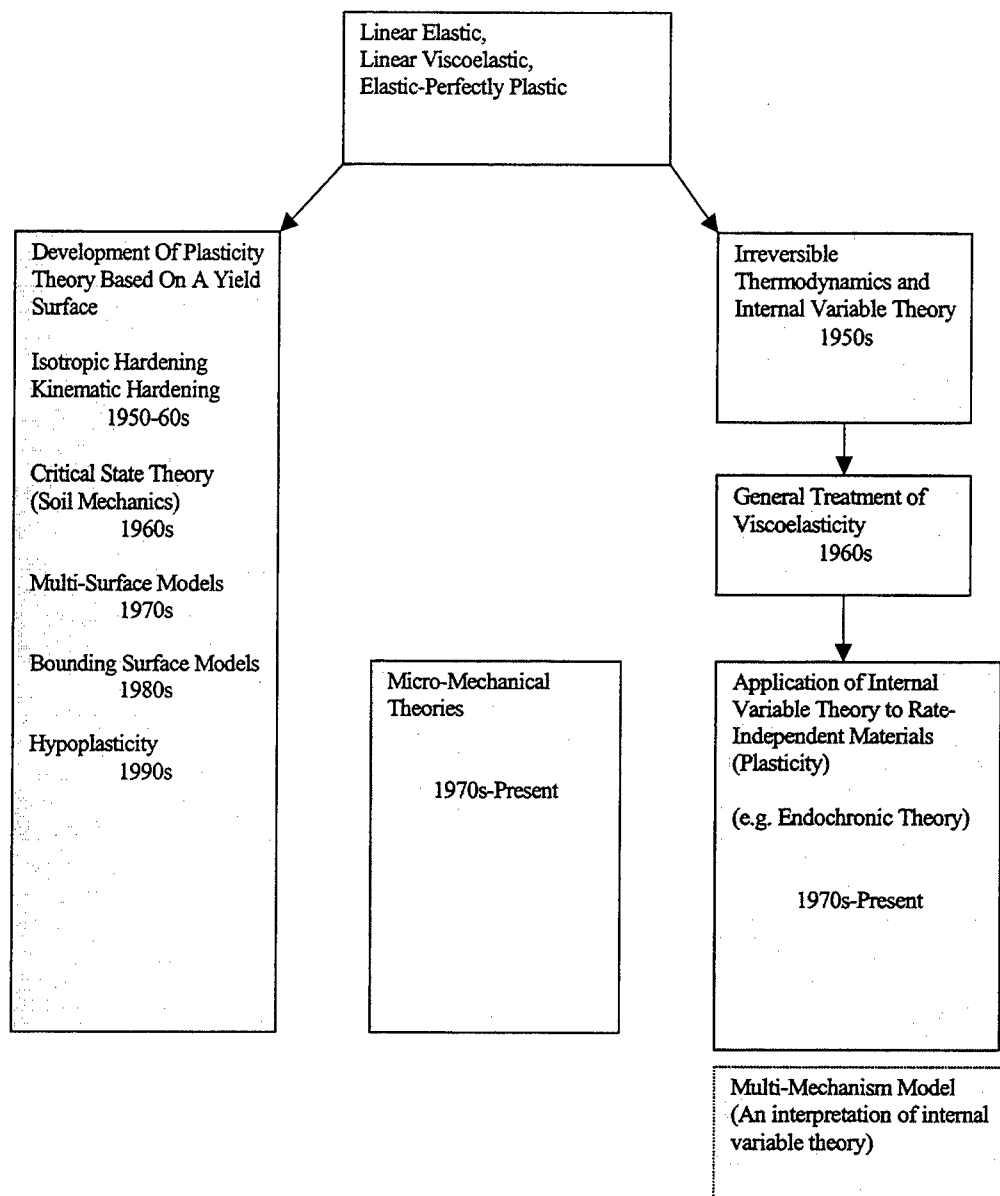 Linear Elastic,
Linear Viscoelastic,
Elastic-Perfectly Plastic
Development Of Plasticity
Theory Based On A Yield
Surface
Isotropic Hardening
Kinematic Hardening
1950-60s
Critical State Theory
(Soil Mechanics)
1960s
Multi-Surface Models
1970s
Bounding Surface Models
1980s
Hypoplasticity
1990s
Micro-Mechanical
Theories
1970s-Present
Irreversible
Thermodynamics and
Internal Variable Theory
1950s
General Treatment of
Viscoelasticity
1960s
Application of Internal
Variable Theory to Rate-
Independent Materials
(Plasticity)
(e.g. Endochronic Theory)
1970s-Present
Multi-Mechanism Model
(An interpretation of internal
variable theory)